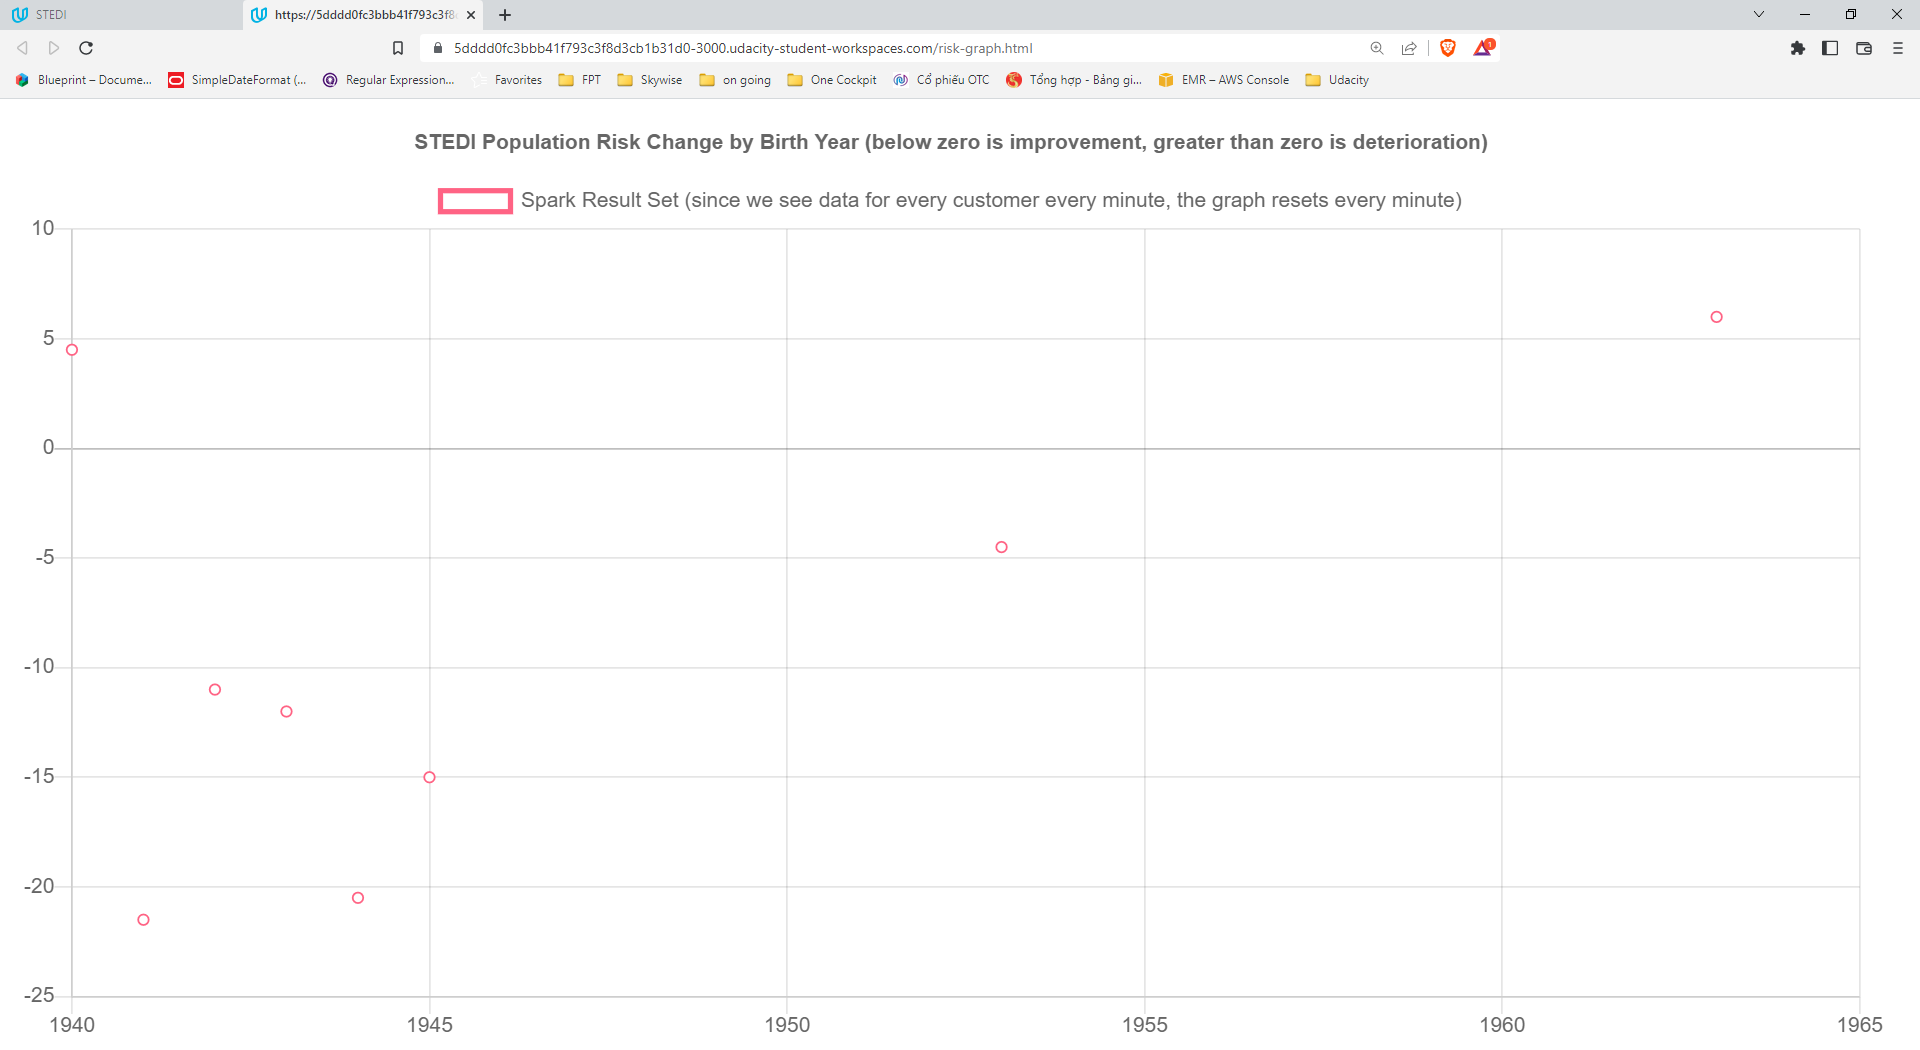 STEDI
https://5dddd0fc3bbb41f793c3f8
5dddd0fc3bbb41f793c3f8d3cb1b31d0-3000.udacity-student-workspaces.com/risk-graph.html
1
Blueprint – Docume... SimpleDateFormat (... Regular Expression... Favorites FPT Skywise on going One Cockpit Cổ phiếu OTC Tổng hợp - Bảng gi... EMR – AWS Console Udacity
STEDI Population Risk Change by Birth Year (below zero is improvement, greater than zero is deterioration)
Spark Result Set (since we see data for every customer every minute, the graph resets every minute)
10
5
0
-5
-10
-15
-20
-25
1940 1945 1950 1955 1960 1965